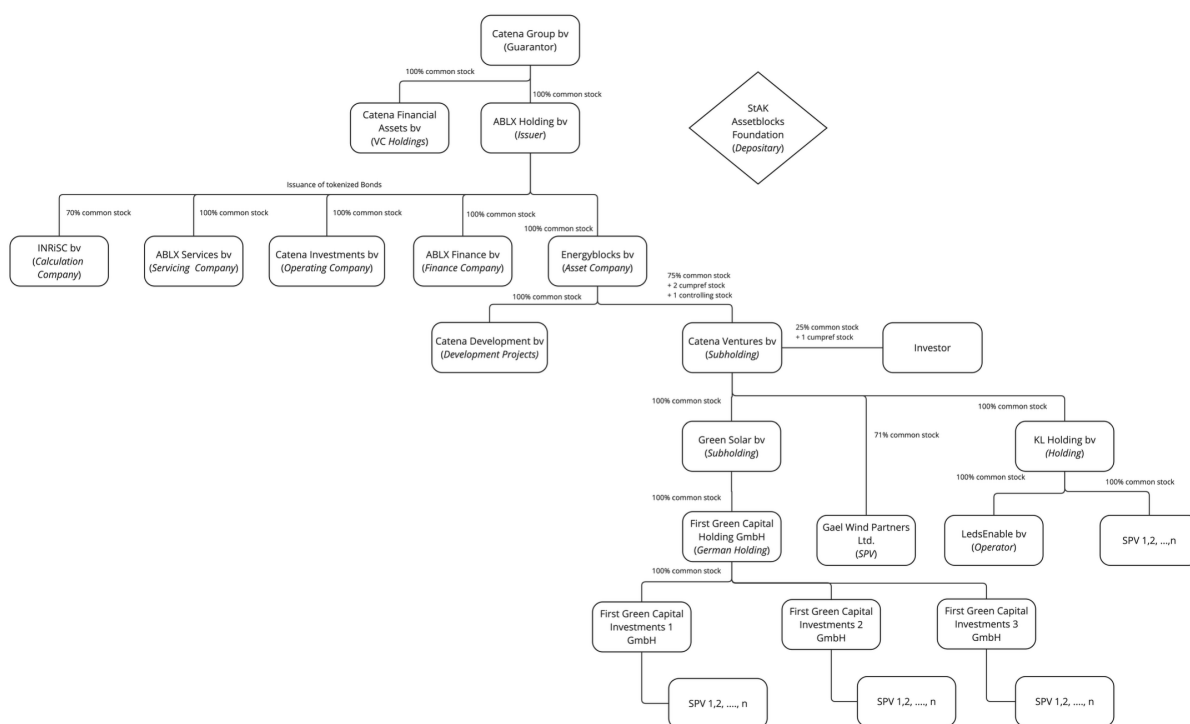 Catena Group bv
(Guarantor)
100% common stock
100% common stock
Catena Financial
Assets bv
(VC Holdings)
ABLX Holding bv
(Issuer)
StAK
Assetblocks
Foundation
(Depositary)
Issuance of tokenized Bonds
70% common stock
100% common stock
100% common stock
100% common stock
100% common stock
INRiSC bv
(Calculation
Company)
ABLX Services bv
(Servicing Company)
Catena Investments bv
(Operating Company)
ABLX Finance bv
(Finance Company)
Energyblocks bv
(Asset Company)
100% common stock
75% common stock
+ 2 cumpref stock
+ 1 controlling stock
Catena Development bv
(Development Projects)
Catena Ventures bv
(Subholding)
25% common stock
+ 1 cumpref stock
Investor
100% common stock
71% common stock
100% common stock
Green Solar bv
(Subholding)
KL Holding bv
(Holding)
100% common stock
100% common stock
100% common stock
First Green Capital
Holding GmbH
(German Holding)
Gael Wind Partners
Ltd.
(SPV)
LedsEnable bv
(Operator)
SPV 1,2, ...,n
100% common stock
First Green Capital
Investments 1
GmbH
First Green Capital
Investments 2
GmbH
First Green Capital
Investments 3
GmbH
SPV 1,2, ...., n
SPV 1,2, ...., n
SPV 1,2, ...., n